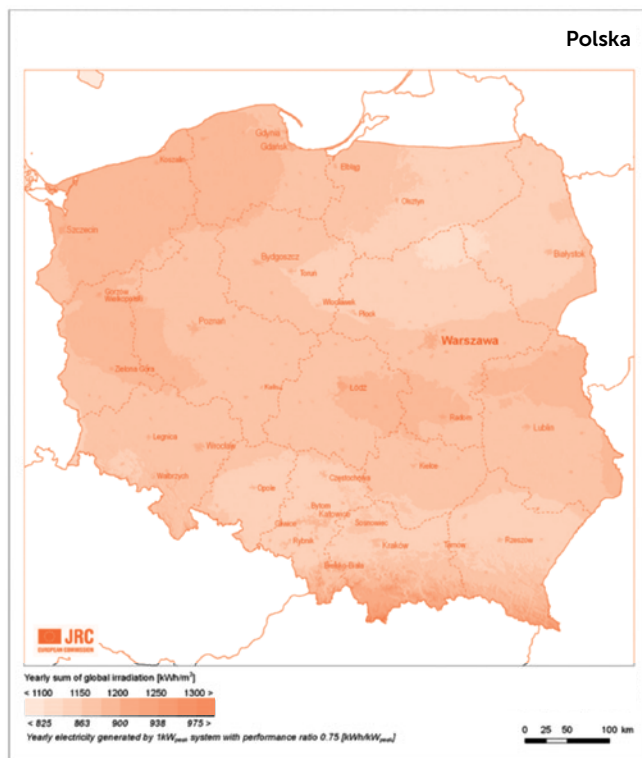 Polska
Gdynia
Gdańsk
Koszalin
Elbląg
Olsztyn
Szczecin
Białystok
Bydgoszcz
Toruń
Gorzów
Wielkopolski
Włocławek
Płock
Poznań
Warszawa
Zielona Góra
Kalisz
Łódź
Radom
Lublin
Legnica
Wrocław
Kielce
Wałbrzych
Opole
Częstochowa
Bytom
Katowice
Gliwice
Sosnowiec
Rybnik
Kraków
Tarnów
Rzeszów
Bielsko-Biała
JRC
EUROPEAN COMMISSION
Yearly sum of global irradiation [kWh/m²]
< 1100 1150 1200 1250 1300 >
< 825 863 900 938 975 >
Yearly electricity generated by 1kWpeak system with performance ratio 0.75 [kWh/kWpeak]
0 25 50 100 km